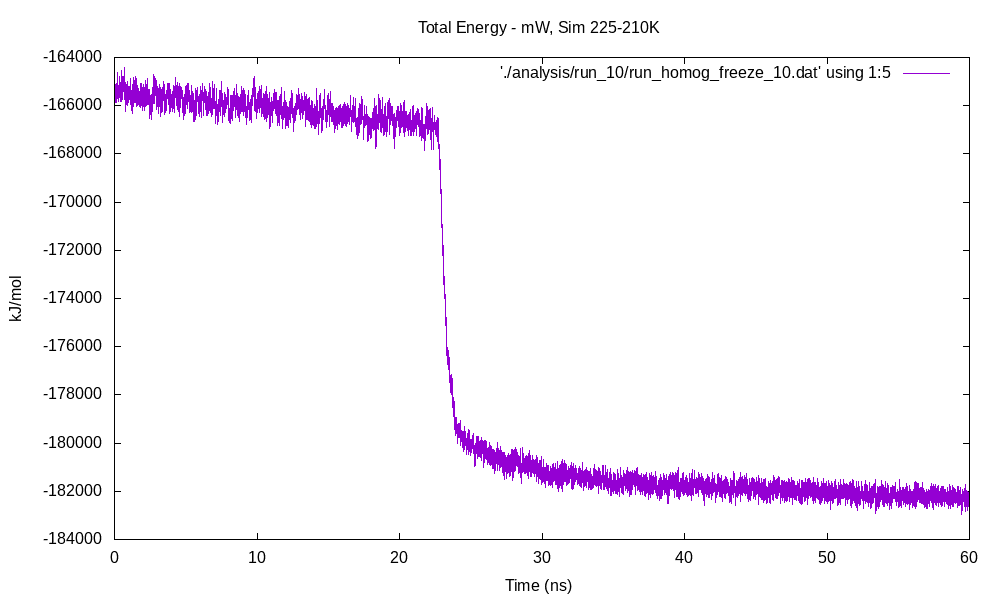 Total Energy - mW, Sim 225-210K
'./analysis/run_10/run_homog_freeze_10.dat' using 1:5
-164000
-166000
-168000
-170000
-172000
-174000
-176000
-178000
-180000
-182000
-184000
kJ/mol
0 10 20 30 40 50 60
Time (ns)